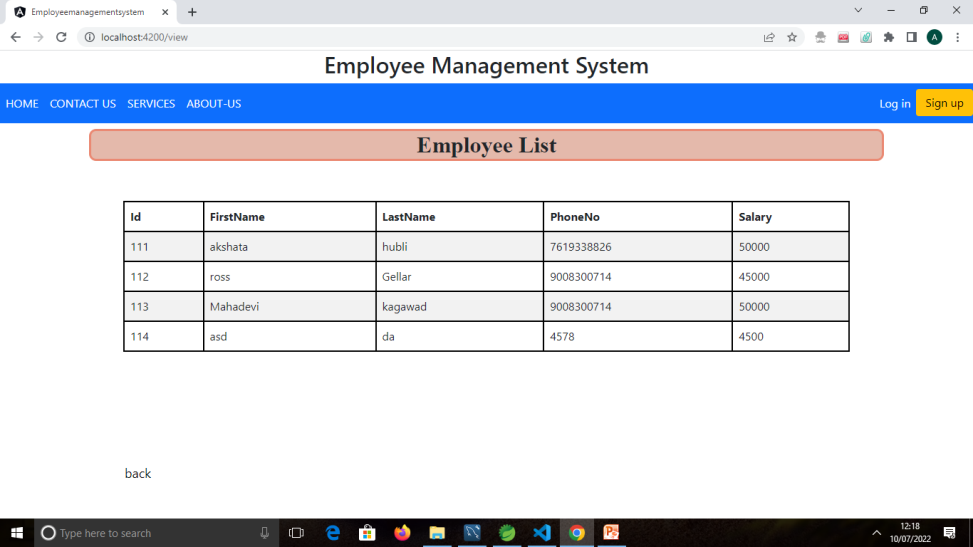 Employeemanagementsystem
localhost:4200/view
A
Employee Management System
HOME CONTACT US SERVICES ABOUT-US Log in Sign up
Employee List
Id FirstName LastName PhoneNo Salary
111 akshata hubli 7619338826 50000
112 ross Gellar 9008300714 45000
113 Mahadevi kagawad 9008300714 50000
114 asd da 4578 4500
back
Type here to search
12:18
10/07/2022